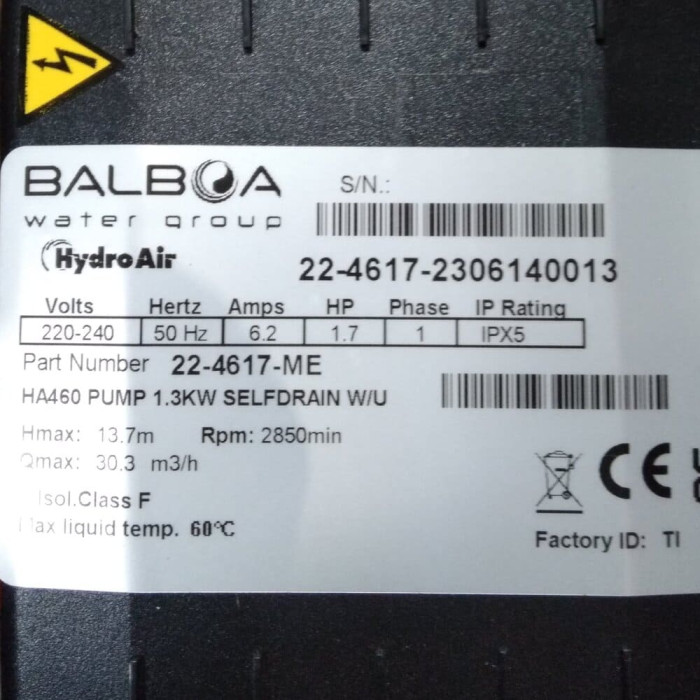 BALBOA
water group
HydroAir
S/N.:
22-4617-2306140013
Volts Hertz Amps HP Phase IP Rating
220-240 50 Hz 6.2 1.7 1 IPX5
Part Number 22-4617-ME
HA460 PUMP 1.3KW SELFDRAIN W/U
Hmax: 13.7m Rpm: 2850min
Qmax: 30.3 m3/h
Isol.Class F
Max liquid temp. 60°C
CE
Factory ID: TI